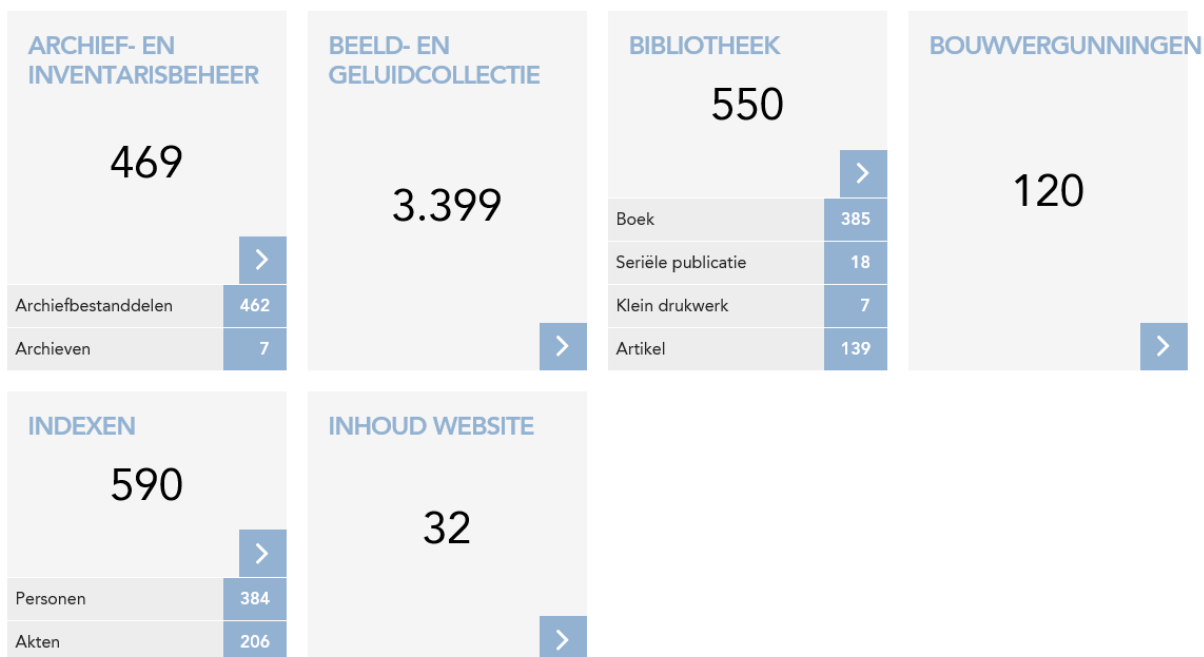 ARCHIEF- EN
INVENTARISBEHEER
469
Archiefbestanddelen 462
Archieven 7
BEELD- EN
GELUIDCOLLECTIE
3.399
BIBLIOTHEEK
550
Boek 385
Seriële publicatie 18
Klein drukwerk 7
Artikel 139
BOUWVERGUNNINGEN
120
INDEXEN
590
Personen 384
Akten 206
INHOUD WEBSITE
32